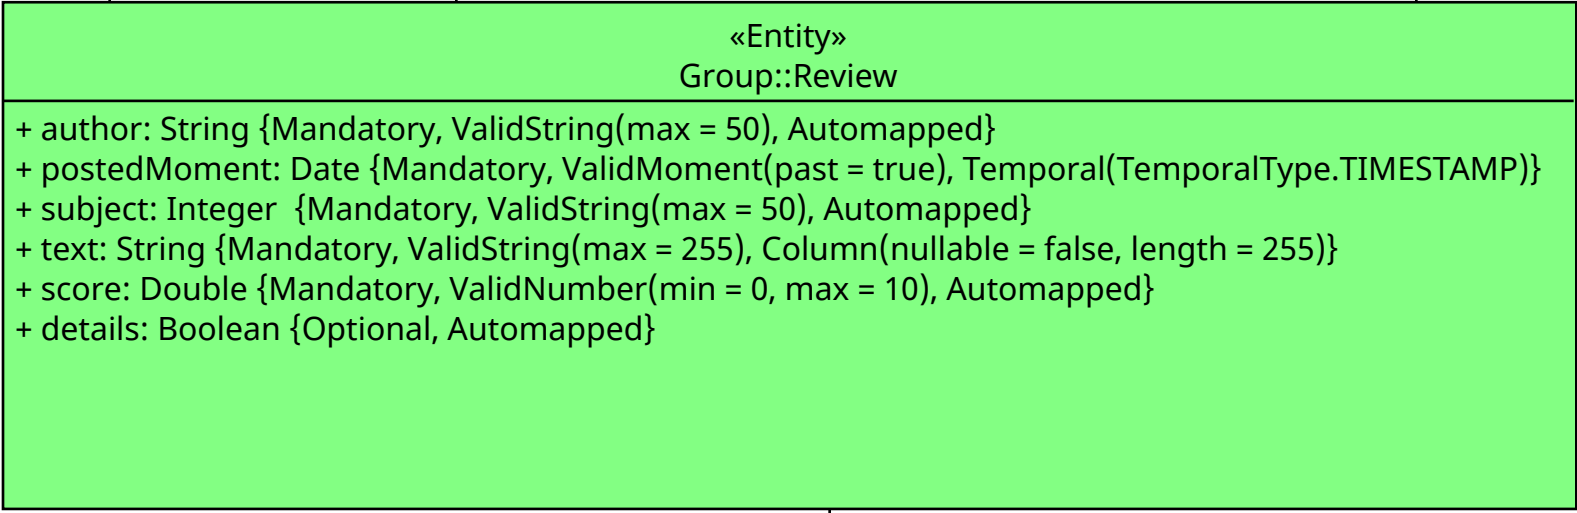 «Entity»
Group::Review
+ author: String {Mandatory, ValidString(max = 50), Automapped}
+ postedMoment: Date {Mandatory, ValidMoment(past = true), Temporal(TemporalType.TIMESTAMP)}
+ subject: Integer  {Mandatory, ValidString(max = 50), Automapped}
+ text: String {Mandatory, ValidString(max = 255), Column(nullable = false, length = 255)}
+ score: Double {Mandatory, ValidNumber(min = 0, max = 10), Automapped}
+ details: Boolean {Optional, Automapped}